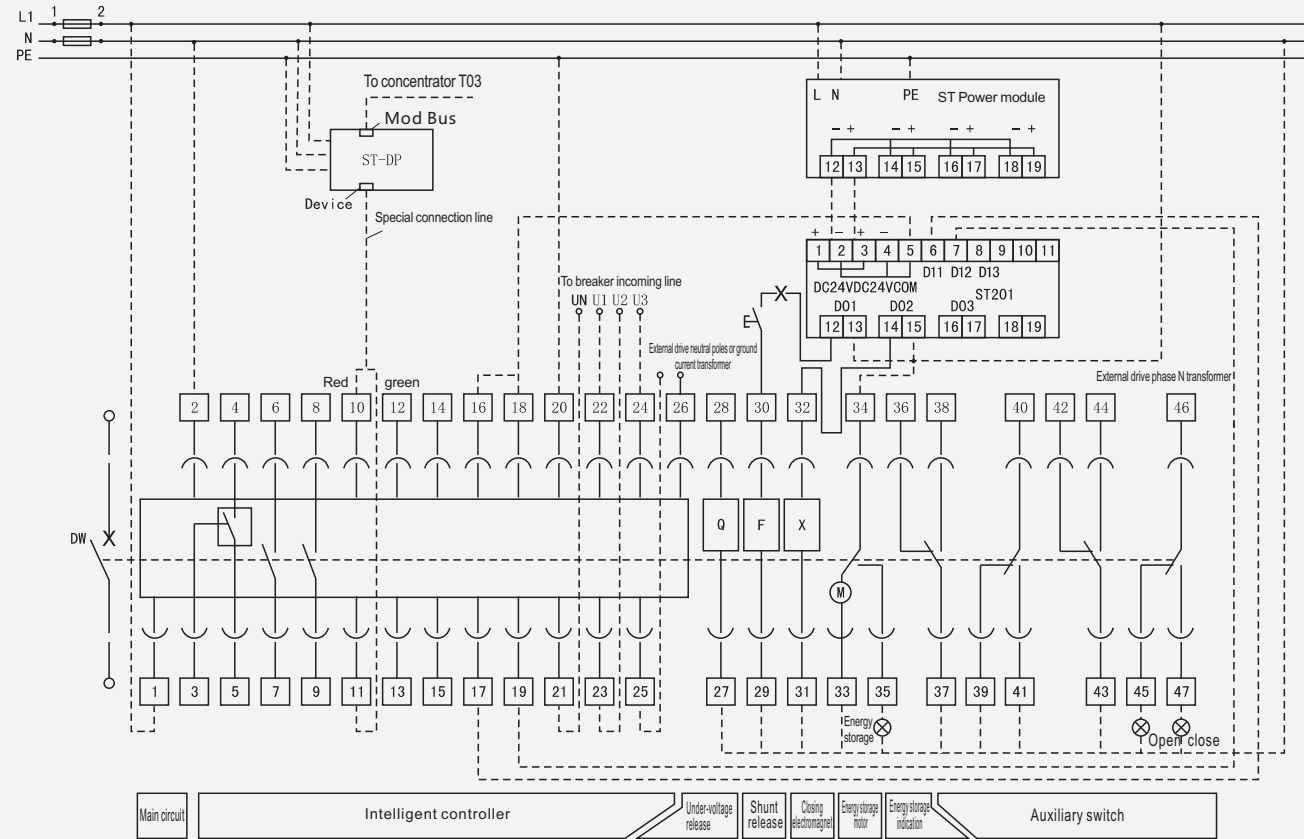 L1 1 2
N
PE
To concentrator T03
Mod Bus
ST-DP
Device
Special connection line
L N PE ST Power module
− + − + − + − +
12 13 14 15 16 17 18 19
+ − + −
1 2 3 4 5 6 7 8 9 10 11
D11 D12 D13
DC24VDC24VCOM
ST201
DO1 DO2 DO3
12 13 14 15 16 17 18 19
To breaker incoming line
UN U1 U2 U3
E
X
External drive neutral poles or ground
current transformer
External drive phase N transformer
Red green
2 4 6 8 10 12 14 16 18 20 22 24 26 28 30 32 34 36 38 40 42 44 46
DW X
Q F X
M
1 3 5 7 9 11 13 15 17 19 21 23 25 27 29 31 33 35 37 39 41 43 45 47
Energy
storage
Open close
Main circuit
Intelligent controller
Under-voltage
release
Shunt
release
Closing
electromagnet
Energy storage
motor
Energy storage
indication
Auxiliary switch